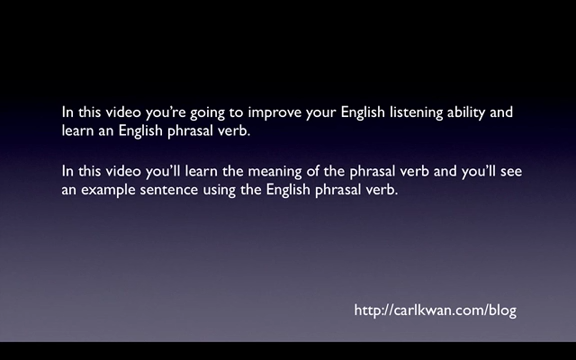 In this video you're going to improve your English listening ability and
learn an English phrasal verb.
In this video you'll learn the meaning of the phrasal verb and you'll see
an example sentence using the English phrasal verb.
http://carlkwan.com/blog